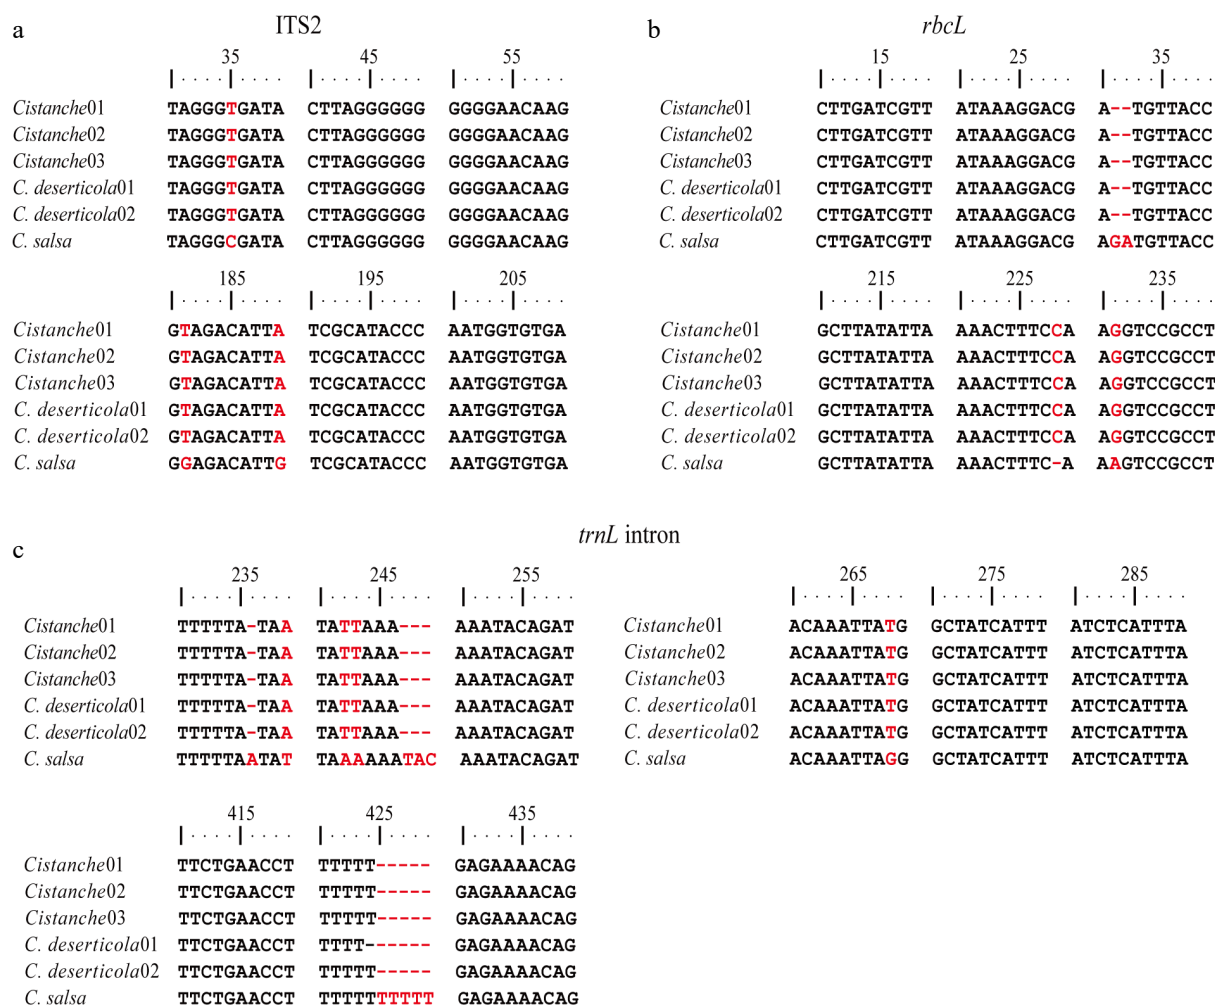 a
ITS2
35 45 55
Cistanche01 TAGGGTGATA CTTAGGGGGG GGGGAACAAG
Cistanche02 TAGGGTGATA CTTAGGGGGG GGGGAACAAG
Cistanche03 TAGGGTGATA CTTAGGGGGG GGGGAACAAG
C. deserticola01 TAGGGTGATA CTTAGGGGGG GGGGAACAAG
C. deserticola02 TAGGGTGATA CTTAGGGGGG GGGGAACAAG
C. salsa TAGGGCGATA CTTAGGGGGG GGGGAACAAG
185 195 205
Cistanche01 GTAGACATTA TCGCATACCC AATGGTGTGA
Cistanche02 GTAGACATTA TCGCATACCC AATGGTGTGA
Cistanche03 GTAGACATTA TCGCATACCC AATGGTGTGA
C. deserticola01 GTAGACATTA TCGCATACCC AATGGTGTGA
C. deserticola02 GTAGACATTA TCGCATACCC AATGGTGTGA
C. salsa GGAGACATTG TCGCATACCC AATGGTGTGA
b
rbcL
15 25 35
Cistanche01 CTTGATCGTT ATAAAGGACG A--TGTTACC
Cistanche02 CTTGATCGTT ATAAAGGACG A--TGTTACC
Cistanche03 CTTGATCGTT ATAAAGGACG A--TGTTACC
C. deserticola01 CTTGATCGTT ATAAAGGACG A--TGTTACC
C. deserticola02 CTTGATCGTT ATAAAGGACG A--TGTTACC
C. salsa CTTGATCGTT ATAAAGGACG AGATGTTACC
215 225 235
Cistanche01 GCTTATATTA AAACTTTCCA AGGTCCGCCT
Cistanche02 GCTTATATTA AAACTTTCCA AGGTCCGCCT
Cistanche03 GCTTATATTA AAACTTTCCA AGGTCCGCCT
C. deserticola01 GCTTATATTA AAACTTTCCA AGGTCCGCCT
C. deserticola02 GCTTATATTA AAACTTTCCA AGGTCCGCCT
C. salsa GCTTATATTA AAACTTTC-A AAGTCCGCCT
c
trnL intron
235 245 255
Cistanche01 TTTTTA-TAA TATTAAA--- AAATACAGAT
Cistanche02 TTTTTA-TAA TATTAAA--- AAATACAGAT
Cistanche03 TTTTTA-TAA TATTAAA--- AAATACAGAT
C. deserticola01 TTTTTA-TAA TATTAAA--- AAATACAGAT
C. deserticola02 TTTTTA-TAA TATTAAA--- AAATACAGAT
C. salsa TTTTTAATAT TAAAAAATAC AAATACAGAT
265 275 285
Cistanche01 ACAAATTATG GCTATCATTT ATCTCATTTA
Cistanche02 ACAAATTATG GCTATCATTT ATCTCATTTA
Cistanche03 ACAAATTATG GCTATCATTT ATCTCATTTA
C. deserticola01 ACAAATTATG GCTATCATTT ATCTCATTTA
C. deserticola02 ACAAATTATG GCTATCATTT ATCTCATTTA
C. salsa ACAAATTAGG GCTATCATTT ATCTCATTTA
415 425 435
Cistanche01 TTCTGAACCT TTTTT----- GAGAAAACAG
Cistanche02 TTCTGAACCT TTTTT----- GAGAAAACAG
Cistanche03 TTCTGAACCT TTTTT----- GAGAAAACAG
C. deserticola01 TTCTGAACCT TTTT------ GAGAAAACAG
C. deserticola02 TTCTGAACCT TTTTT----- GAGAAAACAG
C. salsa TTCTGAACCT TTTTTTTTTT GAGAAAACAG